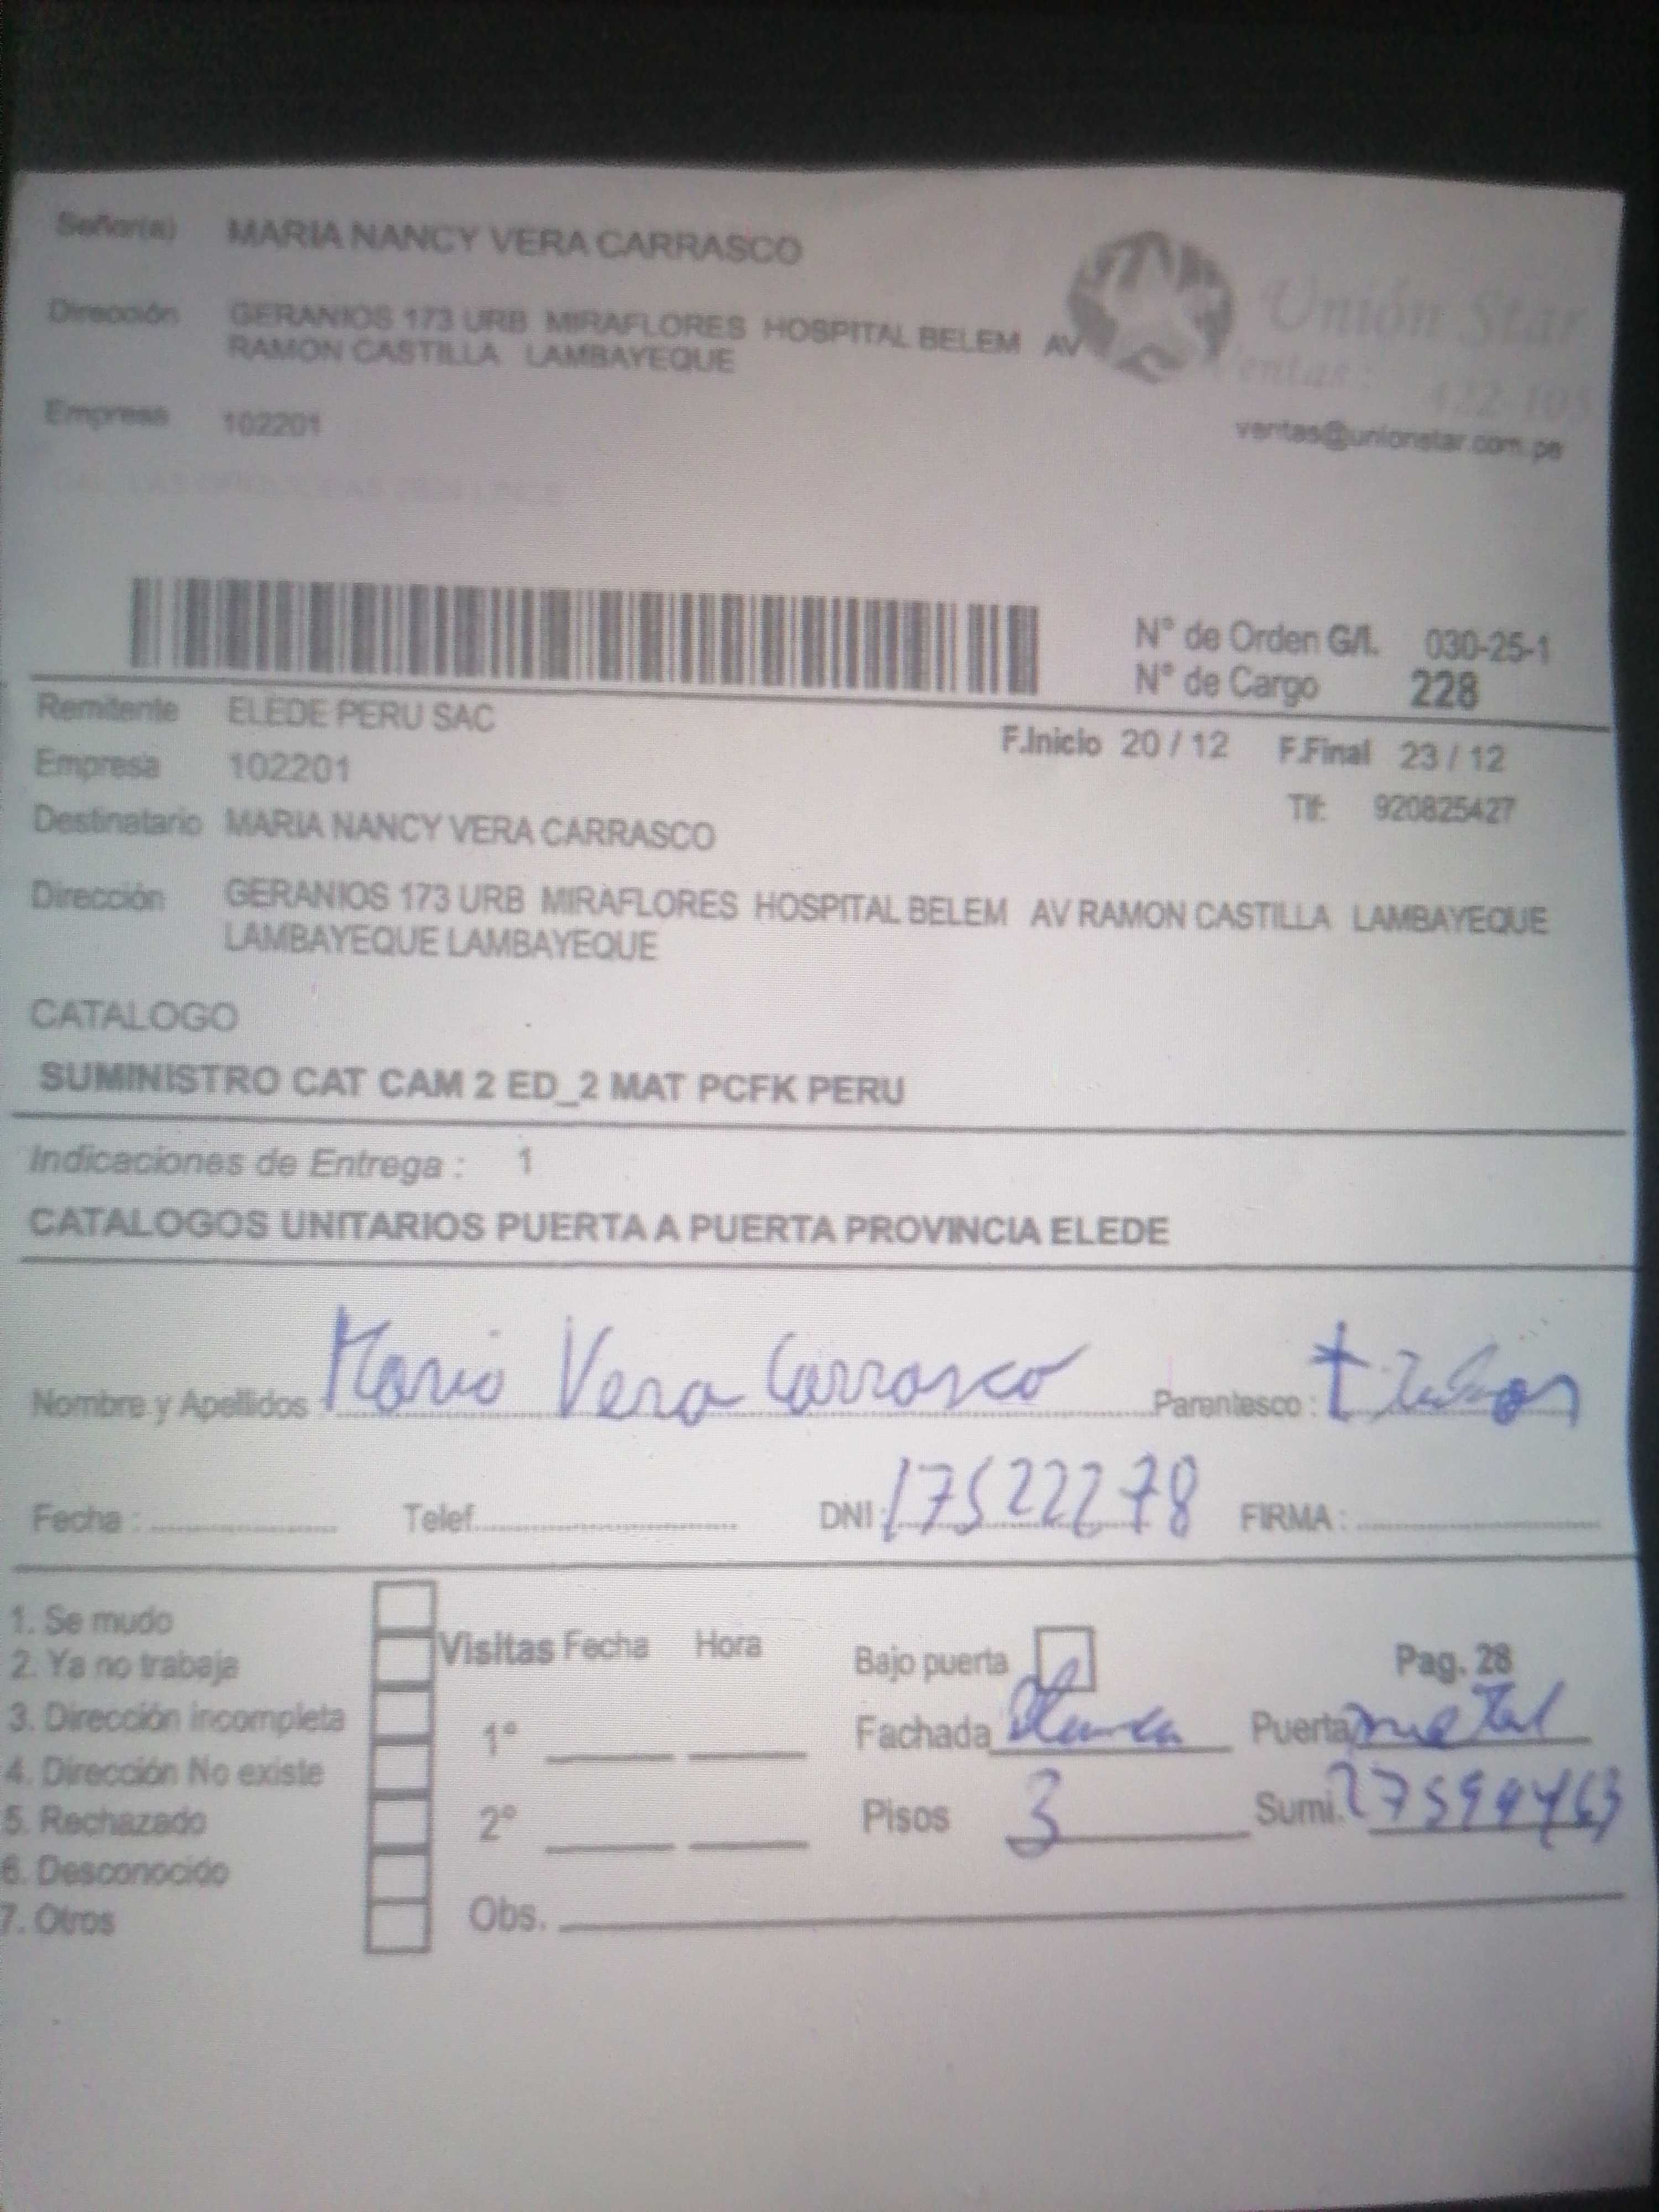 Señor(a) MARIA NANCY VERA CARRASCO
Unión Star
Dirección GERANIOS 173 URB MIRAFLORES HOSPITAL BELEM AV
RAMON CASTILLA LAMBAYEQUE
Ventas: 422-103
Empresa 102201
ventas@unionstar.com.pe
N° de Orden G/L. 030-25-1
N° de Cargo 228
Remitente ELEDE PERU SAC
F.Inicio 20 / 12 F.Final 23 / 12
Empresa 102201
Tlf: 920825427
Destinatario MARIA NANCY VERA CARRASCO
Dirección GERANIOS 173 URB MIRAFLORES HOSPITAL BELEM AV RAMON CASTILLA LAMBAYEQUE
LAMBAYEQUE LAMBAYEQUE
CATALOGO
SUMINISTRO CAT CAM 2 ED_2 MAT PCFK PERU
Indicaciones de Entrega : 1
CATALOGOS UNITARIOS PUERTA A PUERTA PROVINCIA ELEDE
Nombre y Apellidos Maria Vera Carrasco Parentesco :
Fecha : Telef. DNI: 17522278 FIRMA :
1. Se mudo
2. Ya no trabaja
3. Dirección incompleta
4. Dirección No existe
5. Rechazado
6. Desconocido
7. Otros
Visitas Fecha Hora
1°
2°
Obs.
Bajo puerta Pag. 28
Fachada Blanca Puerta metal
Pisos 3 Sumi.